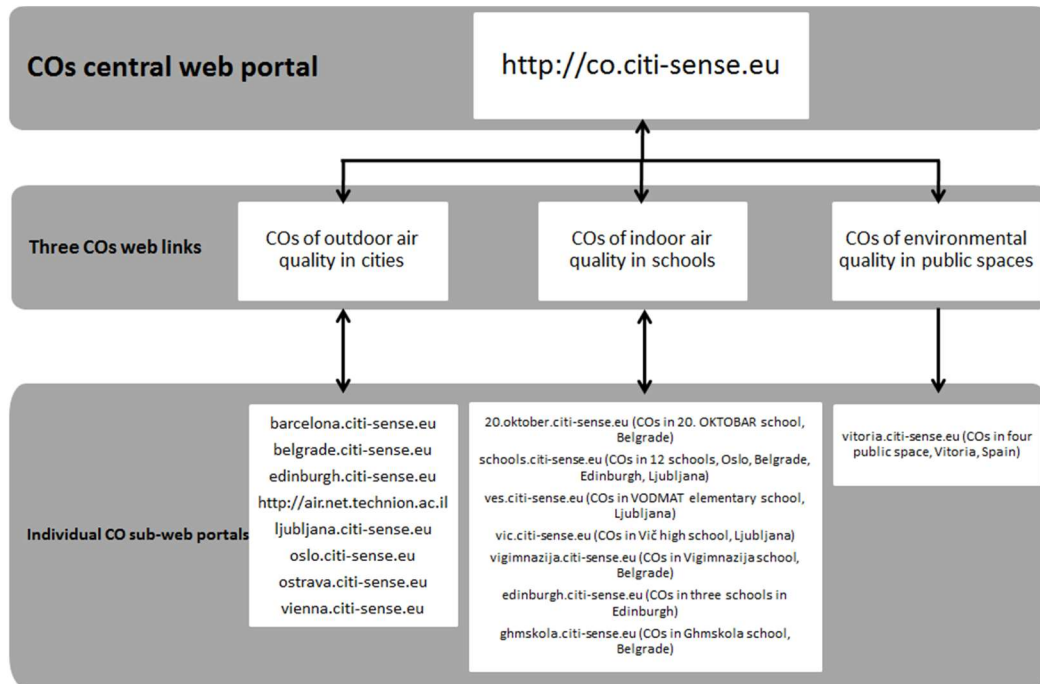 COs central web portal
http://co.citi-sense.eu
Three COs web links
COs of outdoor air
quality in cities
COs of indoor air
quality in schools
COs of environmental
quality in public spaces
Individual CO sub-web portals
barcelona.citi-sense.eu
belgrade.citi-sense.eu
edinburgh.citi-sense.eu
http://air.net.technion.ac.il
ljubljana.citi-sense.eu
oslo.citi-sense.eu
ostrava.citi-sense.eu
vienna.citi-sense.eu
20.oktober.citi-sense.eu (COs in 20. OKTOBAR school,
Belgrade)
schools.citi-sense.eu (COs in 12 schools, Oslo, Belgrade,
Edinburgh, Ljubljana)
ves.citi-sense.eu (COs in VODMAT elementary school,
Ljubljana)
vic.citi-sense.eu (COs in Vič high school, Ljubljana)
vigimnazija.citi-sense.eu (COs in Vigimnazija school,
Belgrade)
edinburgh.citi-sense.eu (COs in three schools in
Edinburgh)
ghmskola.citi-sense.eu (COs in Ghmskola school,
Belgrade)
vitoria.citi-sense.eu (COs in four
public space, Vitoria, Spain)